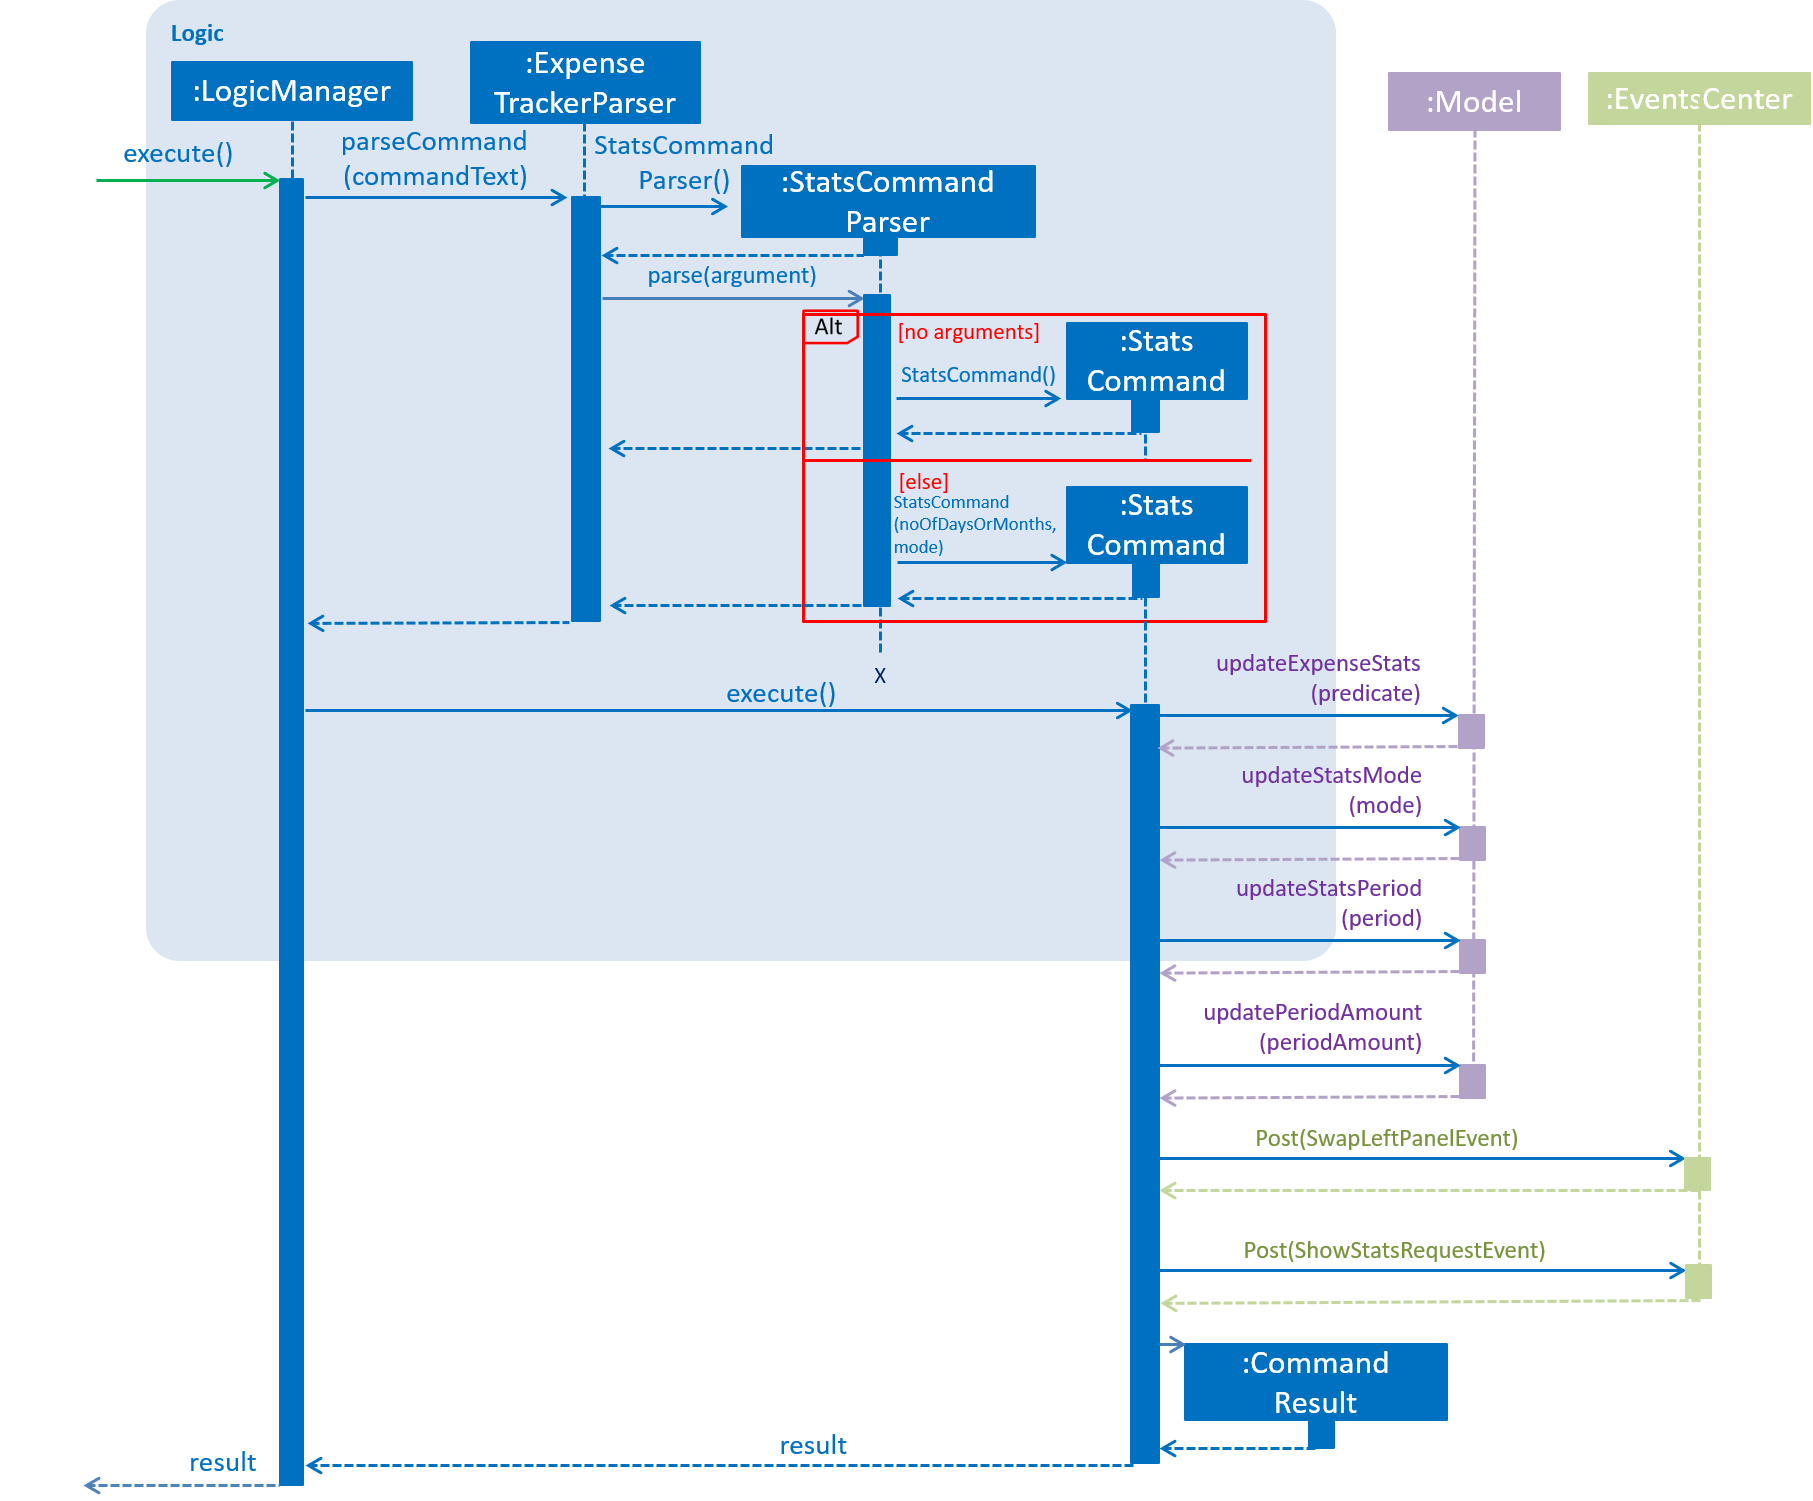 Logic
:LogicManager
:Expense
TrackerParser
:Model
:EventsCenter
execute()
parseCommand
(commandText)
StatsCommand
Parser()
:StatsCommand
Parser
parse(argument)
Alt
[no arguments]
:Stats
Command
StatsCommand()
[else]
StatsCommand
(noOfDaysOrMonths,
mode)
:Stats
Command
X
execute()
updateExpenseStats
(predicate)
updateStatsMode
(mode)
updateStatsPeriod
(period)
updatePeriodAmount
(periodAmount)
Post(SwapLeftPanelEvent)
Post(ShowStatsRequestEvent)
:Command
Result
result
result